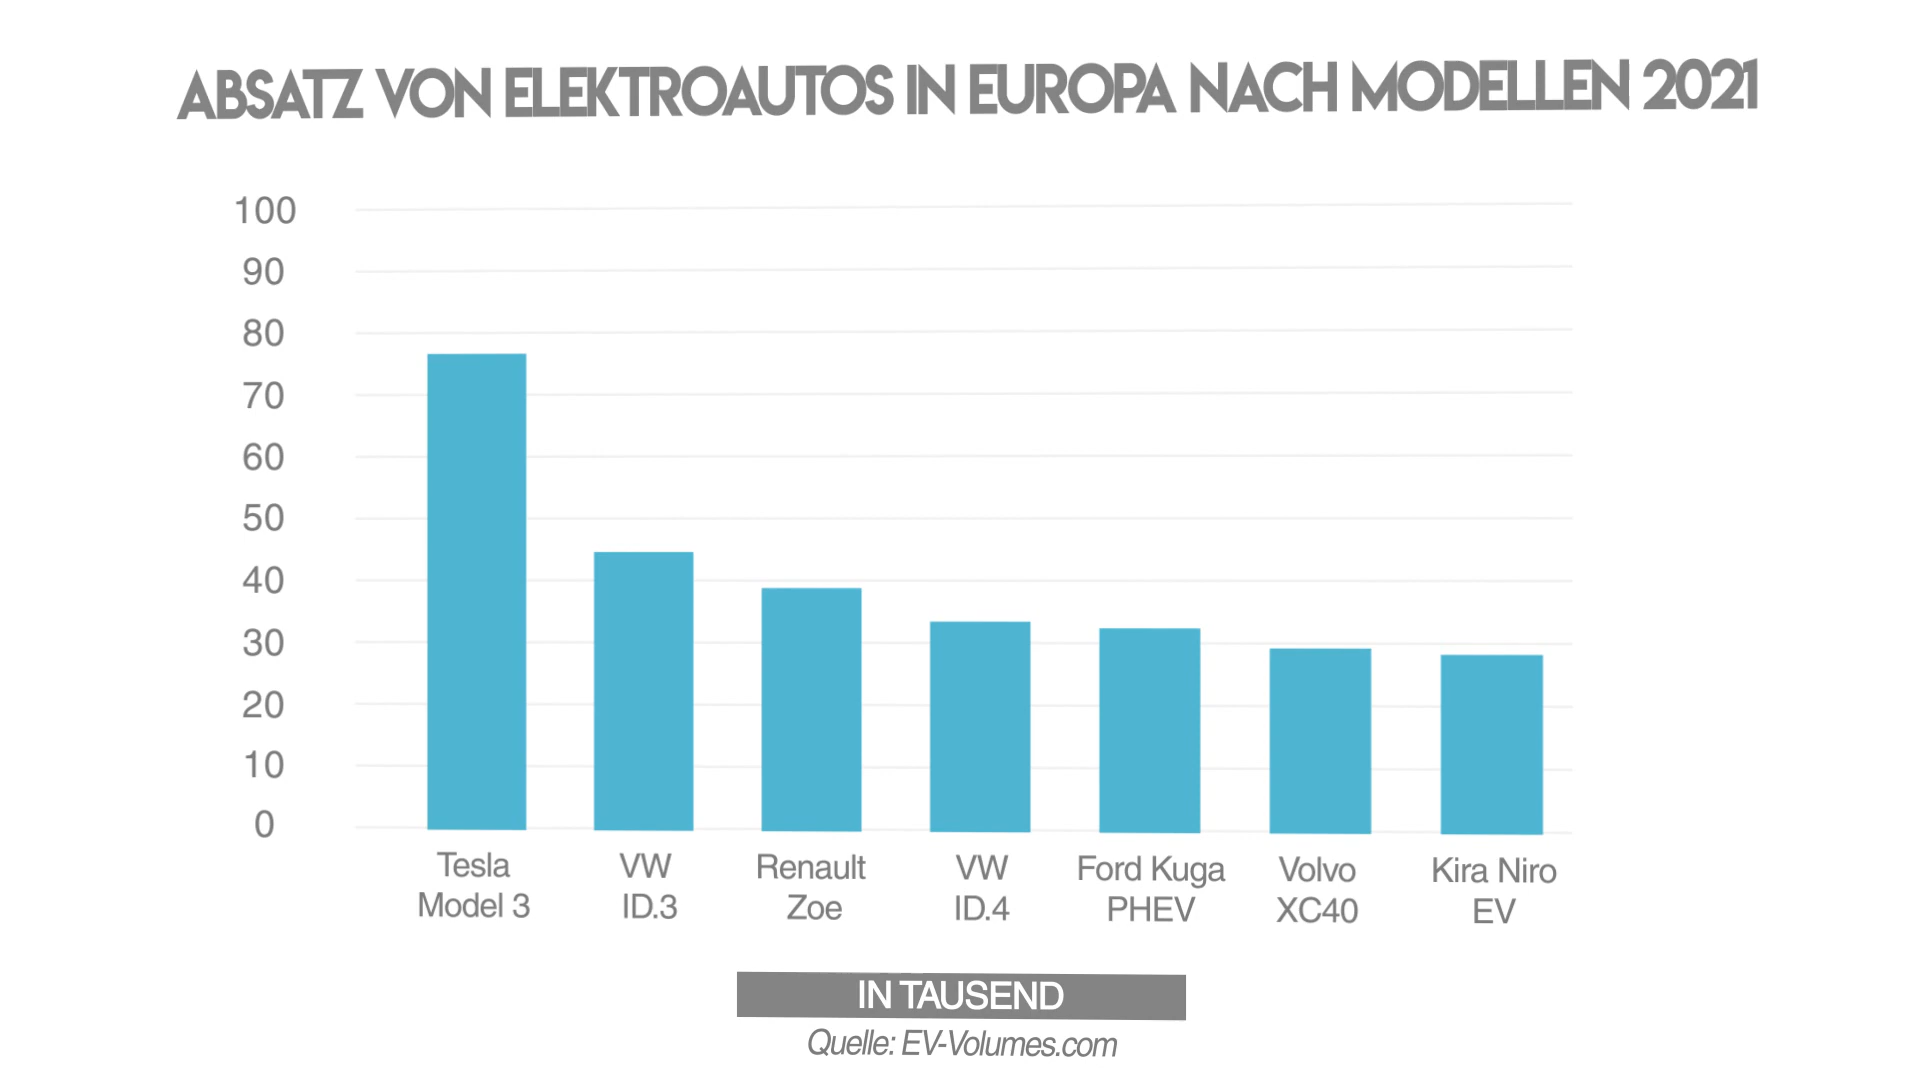 ABSATZ VON ELEKTROAUTOS IN EUROPA NACH MODELLEN 2021
100
90
80
70
60
50
40
30
20
10
0
Tesla
Model 3
VW
ID.3
Renault
Zoe
VW
ID.4
Ford Kuga
PHEV
Volvo
XC40
Kira Niro
EV
IN TAUSEND
Quelle: EV-Volumes.com